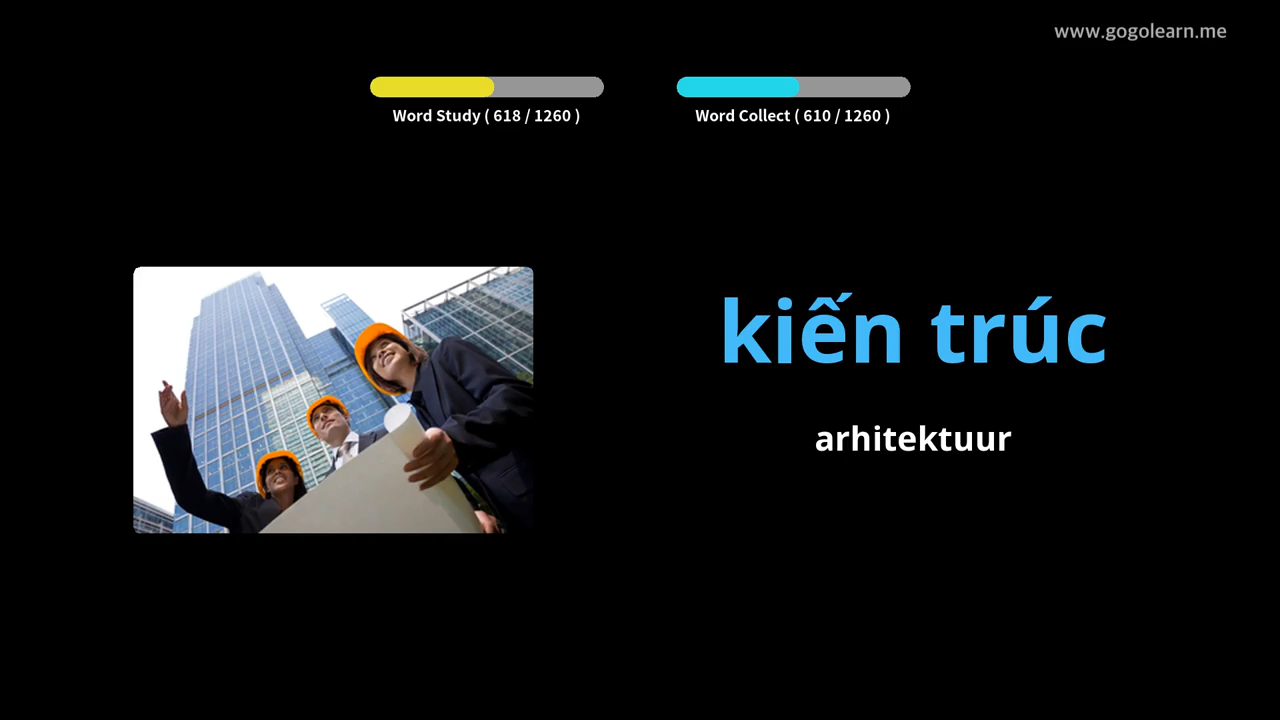 www.gogolearn.me
Word Study ( 618 / 1260 )
Word Collect ( 610 / 1260 )
kiến trúc
arhitektuur